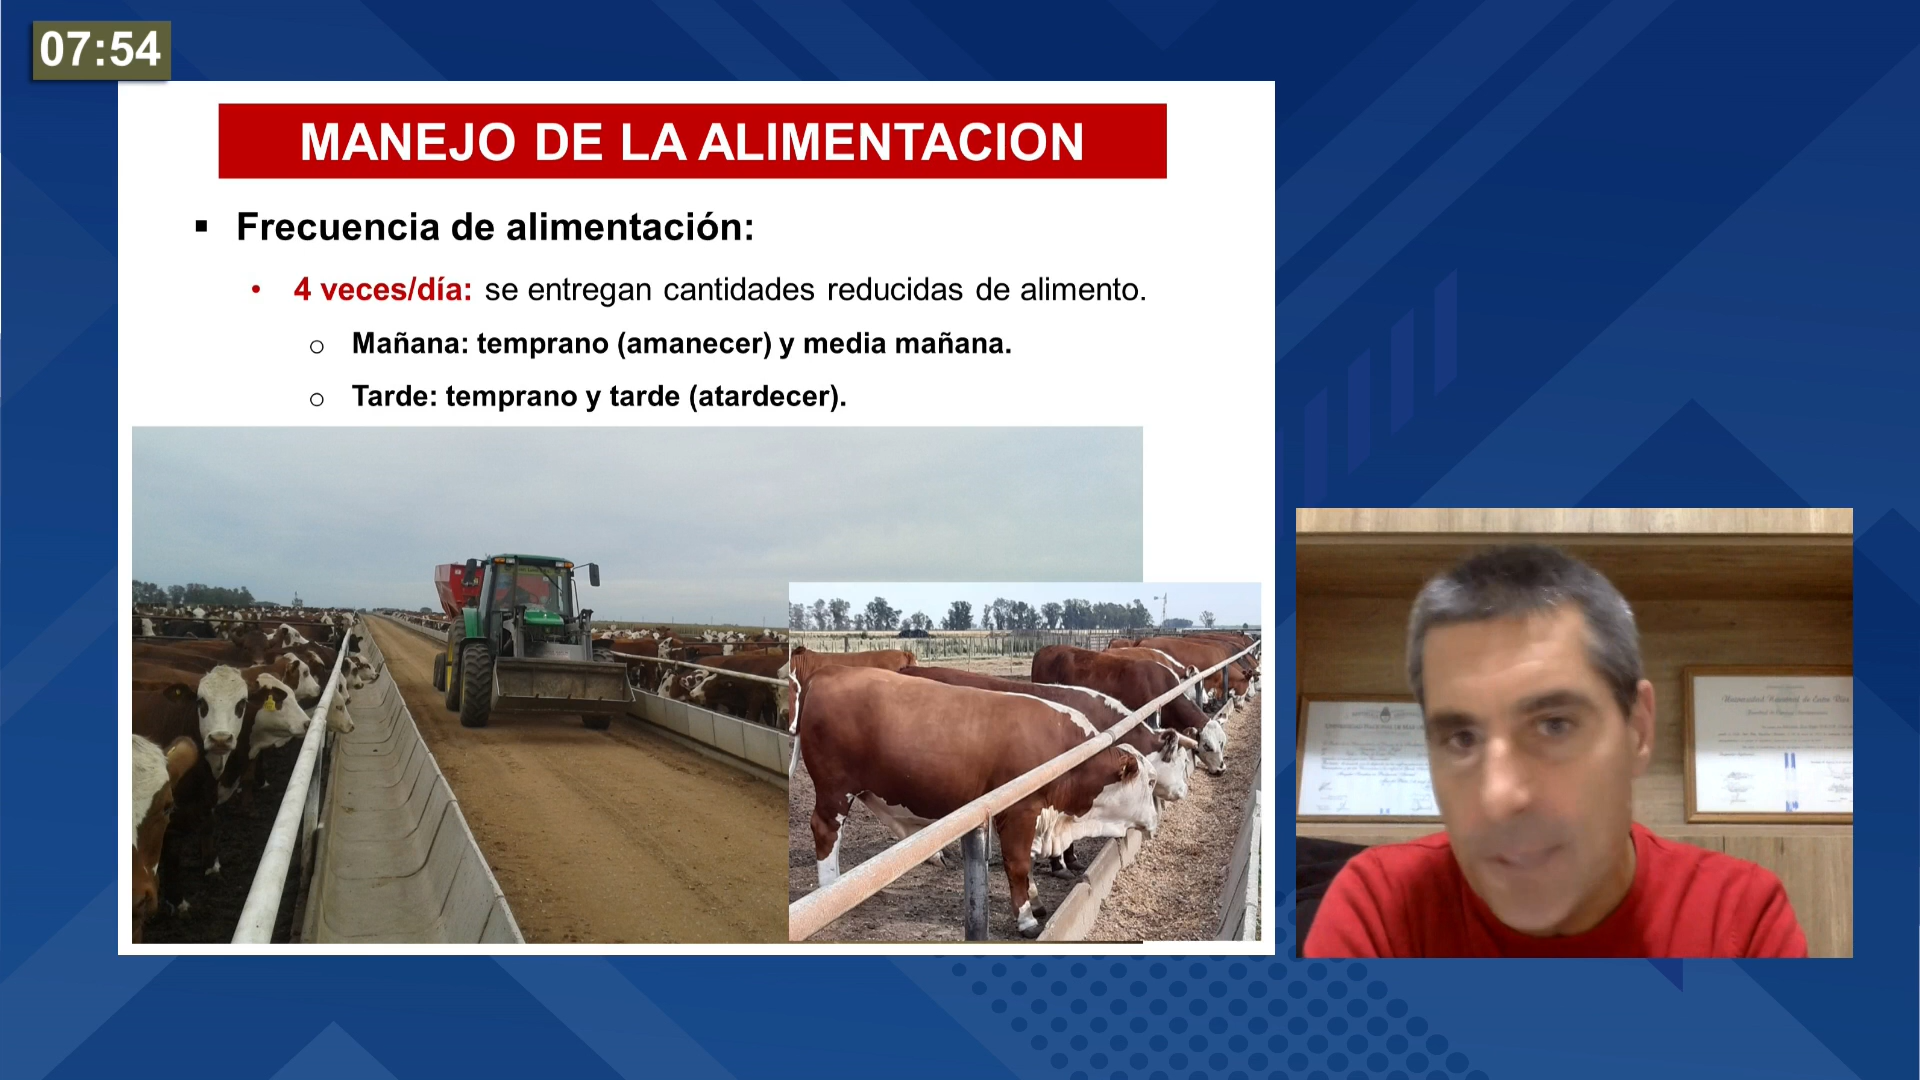 07:54
MANEJO DE LA ALIMENTACION
▪ Frecuencia de alimentación:
• 4 veces/día: se entregan cantidades reducidas de alimento.
o Mañana: temprano (amanecer) y media mañana.
o Tarde: temprano y tarde (atardecer).